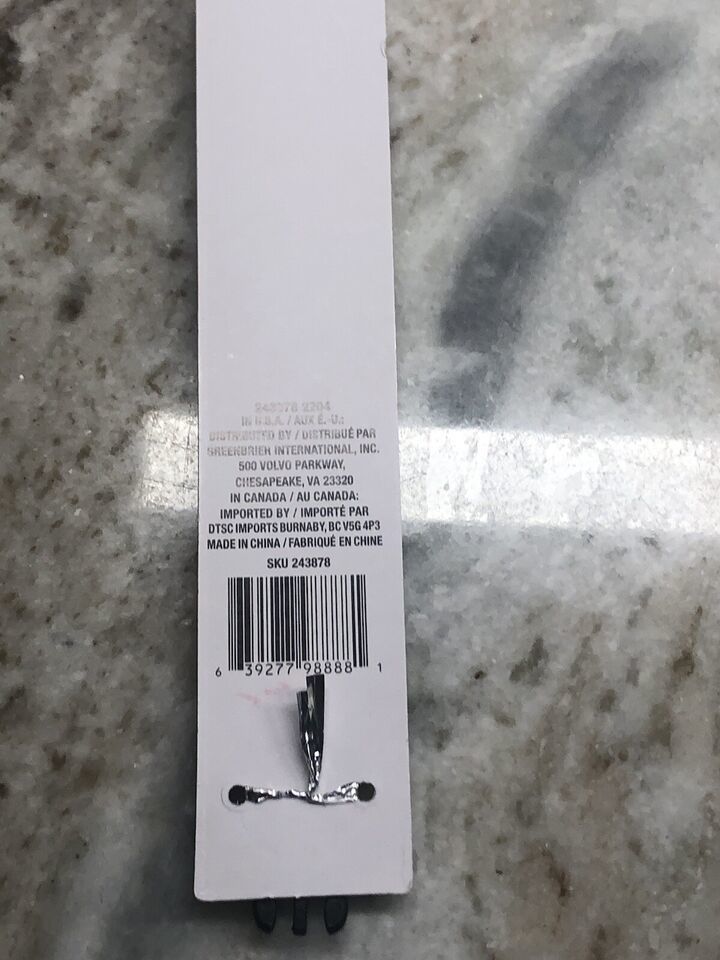 243878 2204
IN U.S.A. / AUX É.-U.:
DISTRIBUTED BY / DISTRIBUÉ PAR
GREENBRIER INTERNATIONAL, INC.
500 VOLVO PARKWAY,
CHESAPEAKE, VA 23320
IN CANADA / AU CANADA:
IMPORTED BY / IMPORTÉ PAR
DTSC IMPORTS BURNABY, BC V5G 4P3
MADE IN CHINA / FABRIQUÉ EN CHINE
SKU 243878
6 39277 98888 1